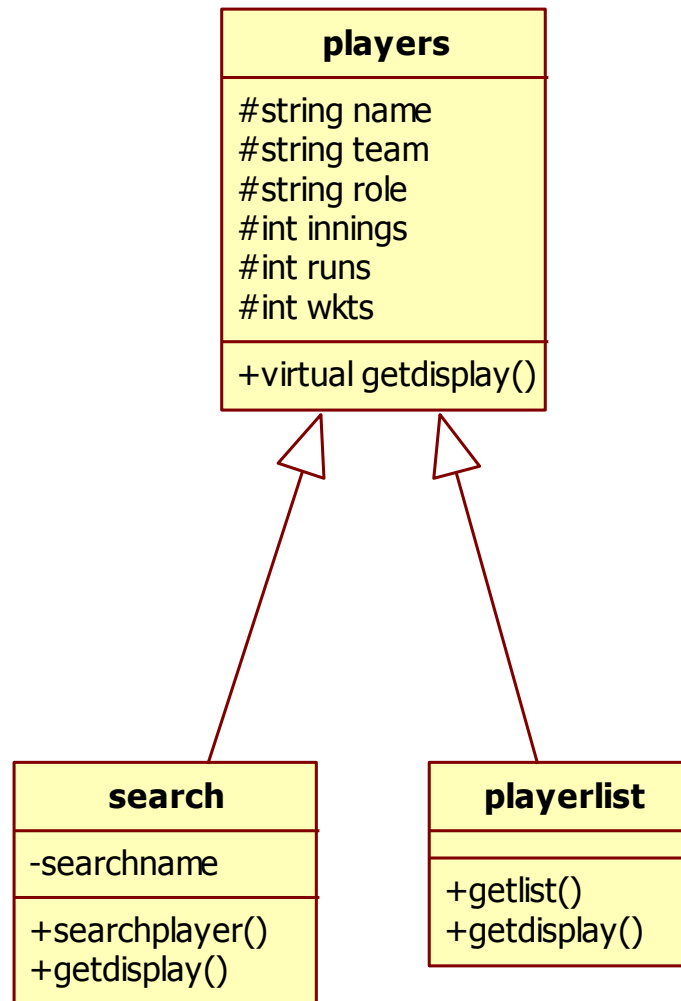 players
#string name
#string team
#string role
#int innings
#int runs
#int wkts
+virtual getdisplay()
search
-searchname
+searchplayer()
+getdisplay()
playerlist
+getlist()
+getdisplay()